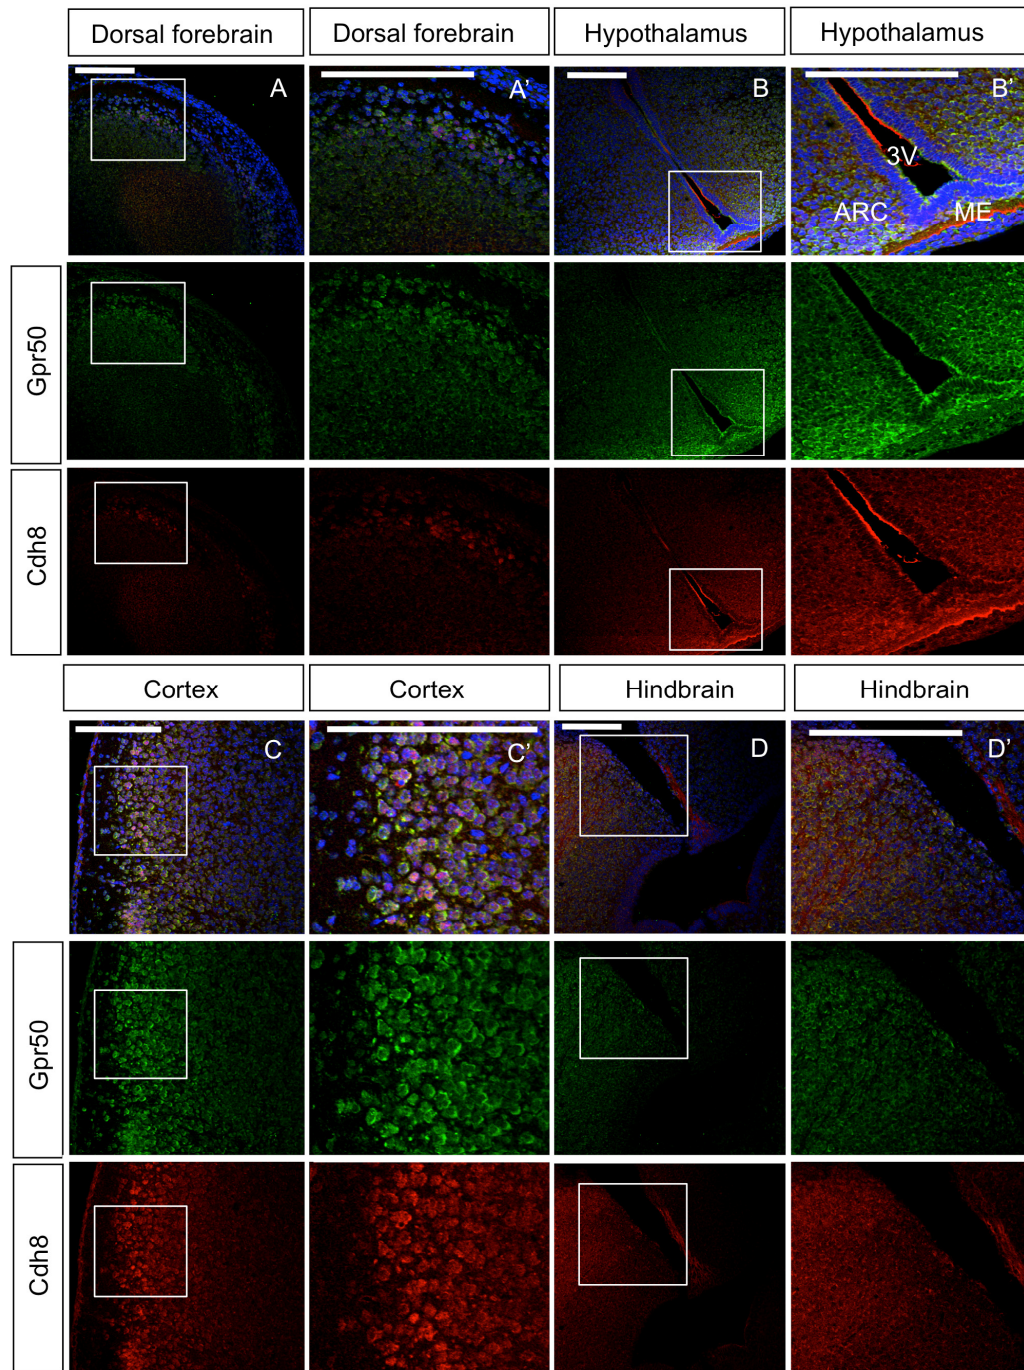 Dorsal forebrain
Dorsal forebrain
Hypothalamus
Hypothalamus
A
A'
B
B'
3V
ARC
ME
Gpr50
Cdh8
Cortex
Cortex
Hindbrain
Hindbrain
C
C'
D
D'
Gpr50
Cdh8